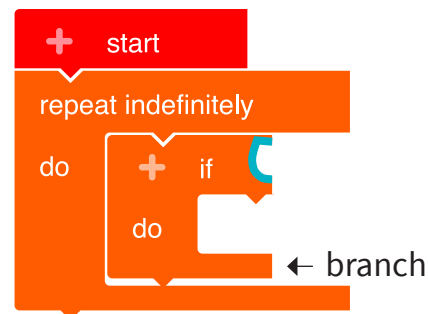 + start
repeat indefinitely
do + if
do
← branch